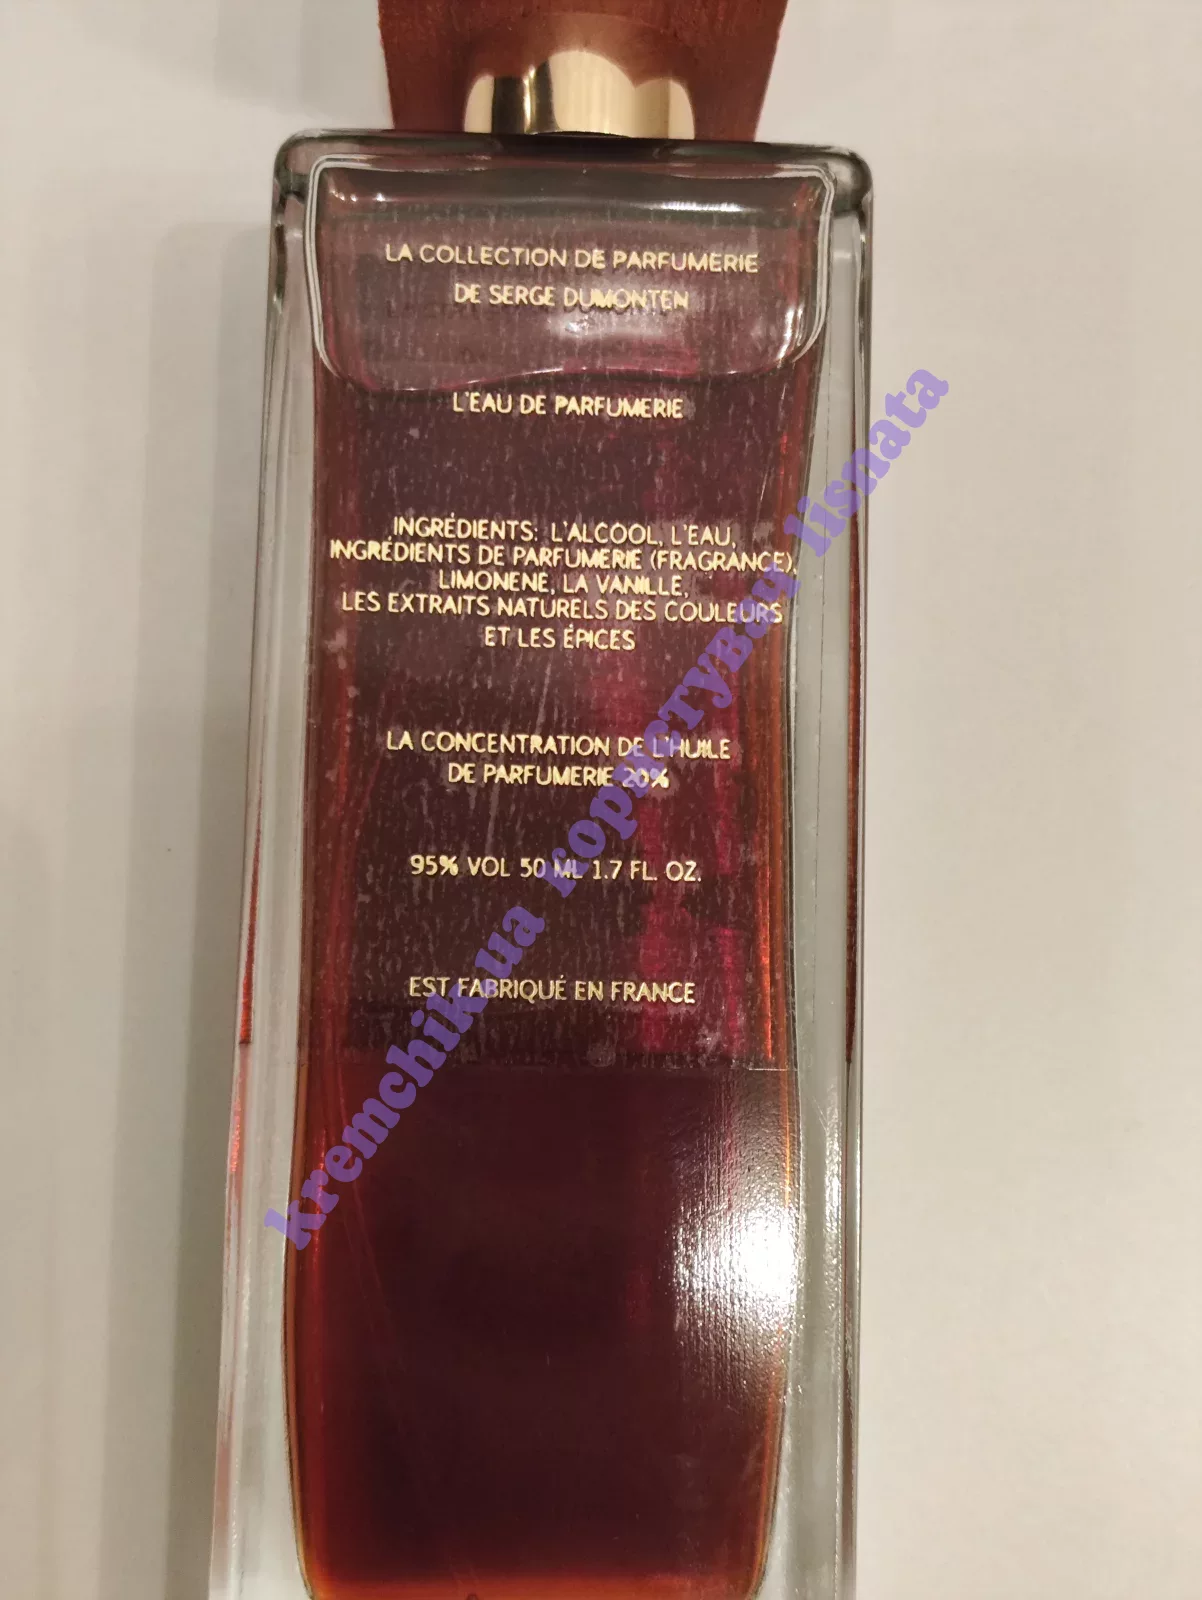 LA COLLECTION DE PARFUMERIE
DE SERGE DUMONTEN
L'EAU DE PARFUMERIE
INGRÉDIENTS: L'ALCOOL, L'EAU,
INGRÉDIENTS DE PARFUMERIE (FRAGRANCE),
LIMONENE, LA VANILLE,
LES EXTRAITS NATURELS DES COULEURS
ET LES ÉPICES
LA CONCENTRATION DE L'HUILE
DE PARFUMERIE 20%
95% VOL 50 ML 1.7 FL. OZ.
EST FABRIQUÉ EN FRANCE
kremchik.ua користувач lisnata